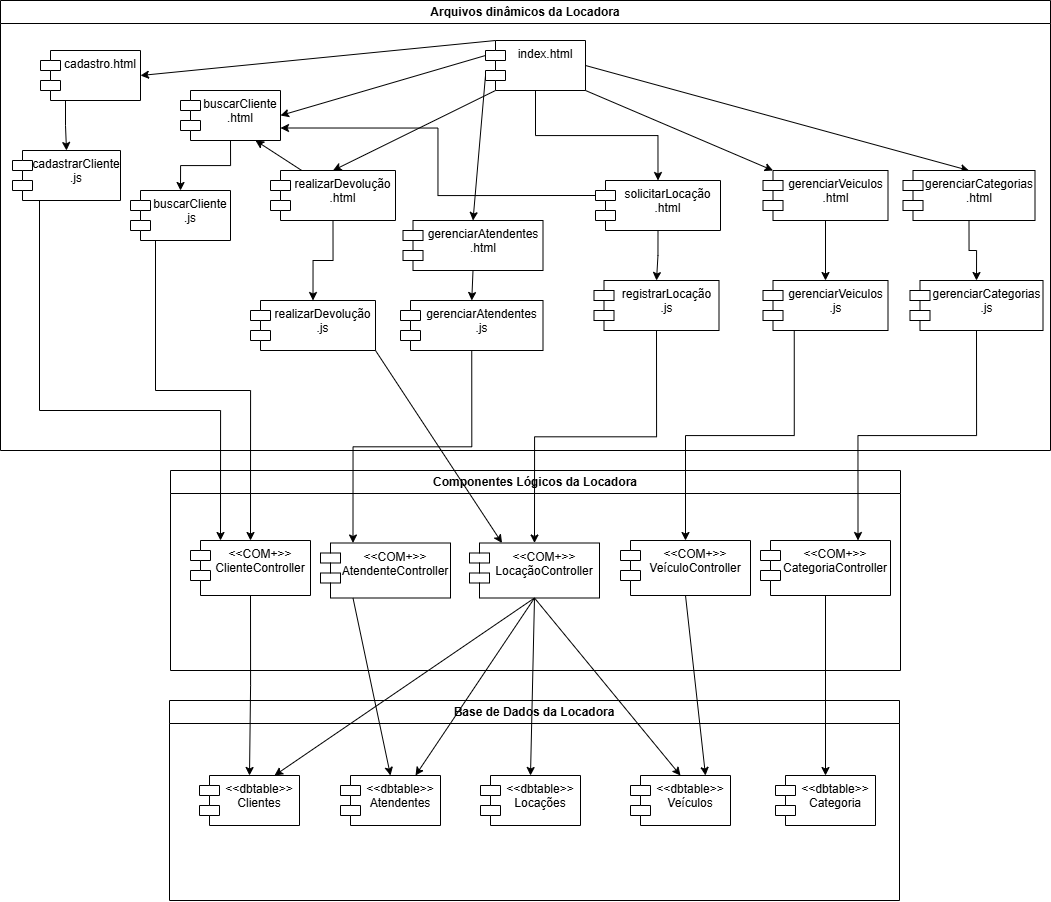 Arquivos dinâmicos da Locadora
index.html
cadastro.html
buscarCliente
.html
cadastrarCliente
.js
buscarCliente
.js
realizarDevolução
.html
solicitarLocação
.html
gerenciarVeiculos
.html
gerenciarCategorias
.html
gerenciarAtendentes
.html
realizarDevolução
.js
gerenciarAtendentes
.js
registrarLocação
.js
gerenciarVeiculos
.js
gerenciarCategorias
.js
Componentes Lógicos da Locadora
<<COM+>>
ClienteController
<<COM+>>
AtendenteController
<<COM+>>
LocaçãoController
<<COM+>>
VeículoController
<<COM+>>
CategoriaController
Base de Dados da Locadora
<<dbtable>>
Clientes
<<dbtable>>
Atendentes
<<dbtable>>
Locações
<<dbtable>>
Veículos
<<dbtable>>
Categoria